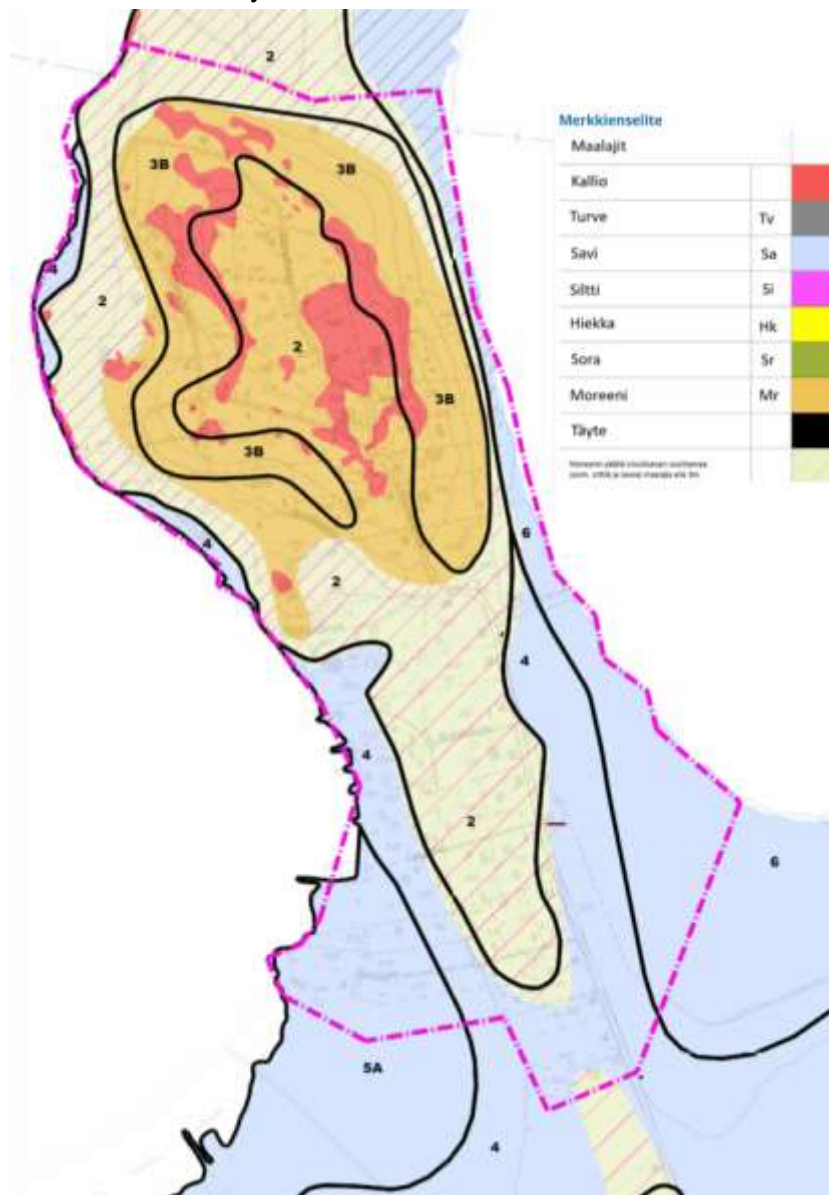 2
Merkkienselite
Maalajit
Kallio
Turve Tv
Savi Sa
Siltti Si
Hiekka Hk
Sora Sr
Moreeni Mr
Täyte
3B
3B
4
2
2
3B
3B
6
4
2
4
4
2
6
5A
4